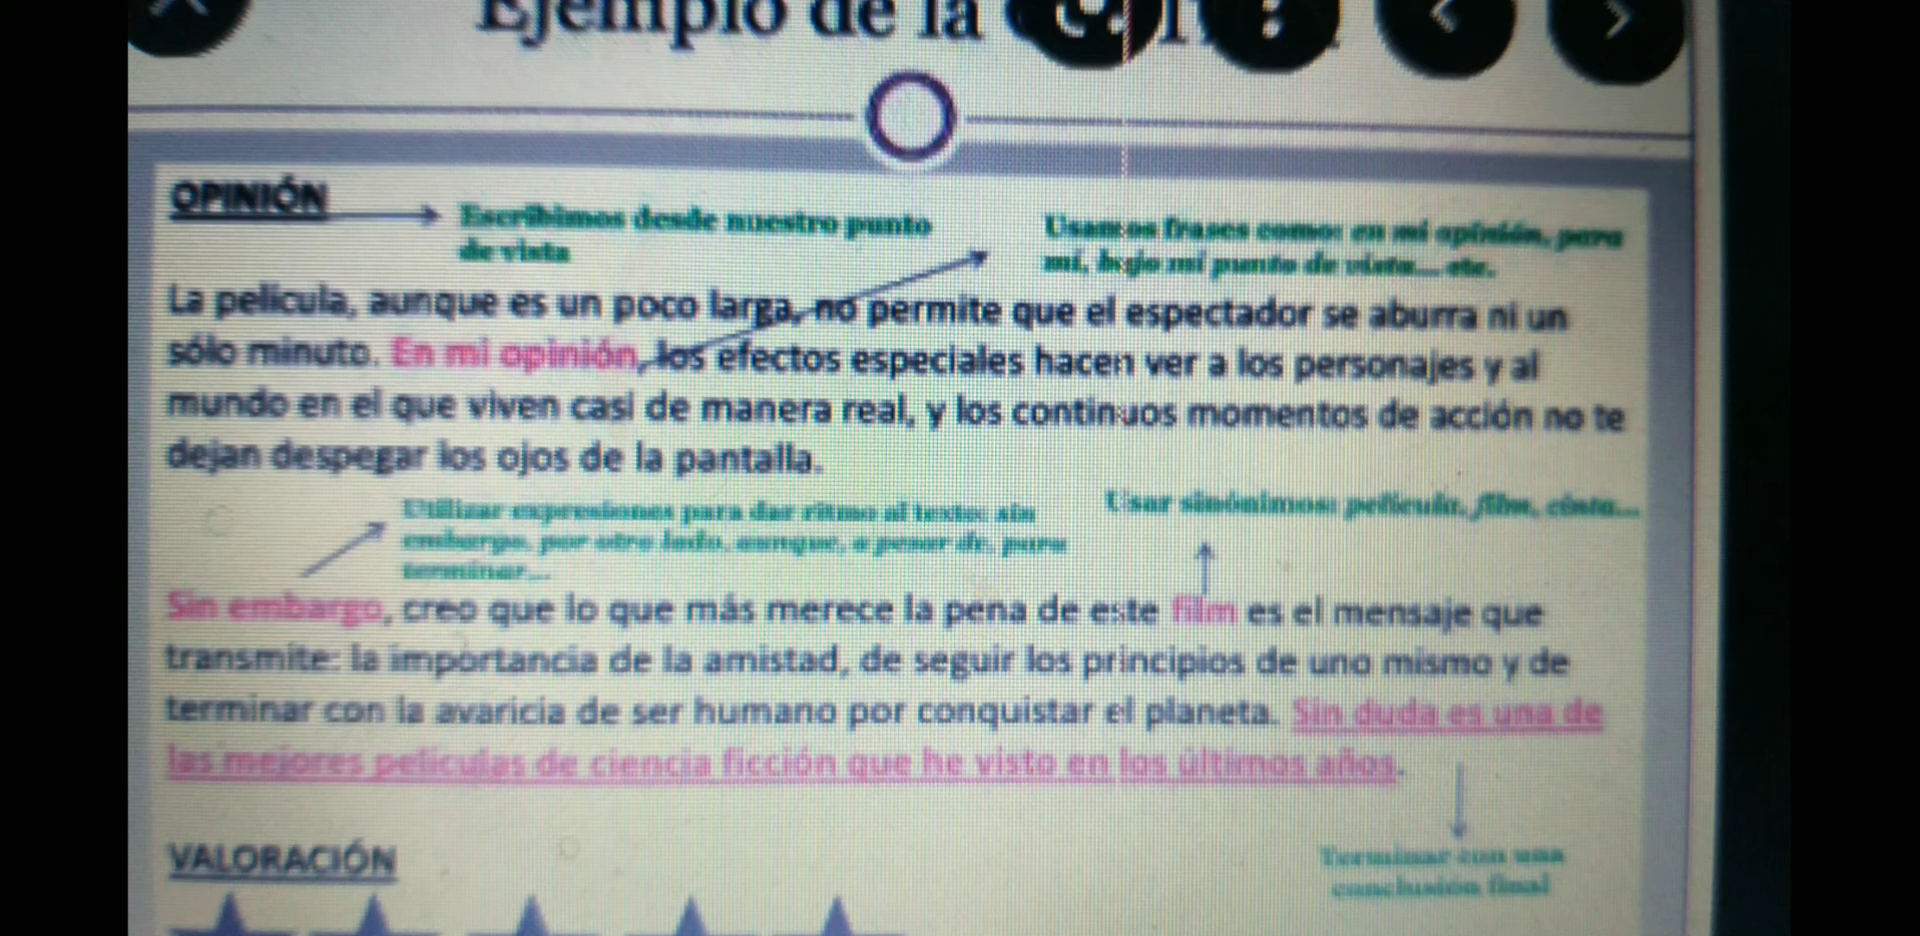 Ejemplo de la
OPINIÓN
Escribimos desde nuestro punto
de vista
Usamos frases como: en mi opinión, para
mí, bajo mi punto de vista... etc.
La película, aunque es un poco larga, no permite que el espectador se aburra ni un
sólo minuto. En mi opinión, los efectos especiales hacen ver a los personajes y al
mundo en el que viven casi de manera real, y los continuos momentos de acción no te
dejan despegar los ojos de la pantalla.
Utilizar expresiones para dar ritmo al texto: sin
embargo, por otro lado, aunque, a pesar de, para
terminar...
Usar sinónimos: película, film, cinta...
Sin embargo, creo que lo que más merece la pena de este film es el mensaje que
transmite: la importancia de la amistad, de seguir los principios de uno mismo y de
terminar con la avaricia de ser humano por conquistar el planeta. Sin duda es una de
las mejores películas de ciencia ficción que he visto en los últimos años.
VALORACIÓN
Terminar con una
conclusión final